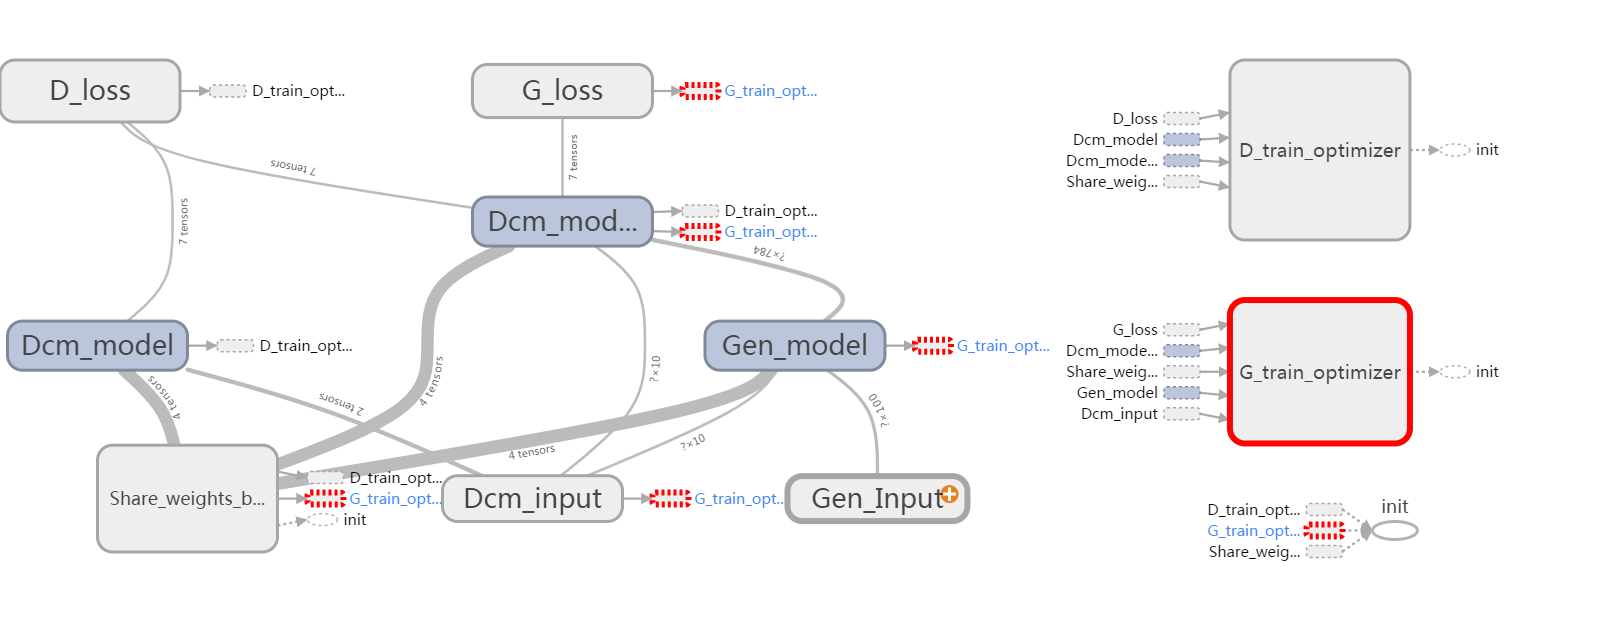 D_loss
D_train_opt...
G_loss
G_train_opt...
7 tensors
7 tensors
7 tensors
Dcm_mod...
D_train_opt...
G_train_opt...
?×784
Dcm_model
D_train_opt...
Gen_model
G_train_opt...
4 tensors
4 tensors
2 tensors
?×10
?×100
4 tensors
?×10
Share_weights_b...
D_train_opt...
G_train_opt...
init
Dcm_input
G_train_opt...
Gen_Input
D_loss
Dcm_model
Dcm_mode...
Share_weig...
D_train_optimizer
init
G_loss
Dcm_mode...
Share_weig...
Gen_model
Dcm_input
G_train_optimizer
init
init
D_train_opt...
G_train_opt...
Share_weig...